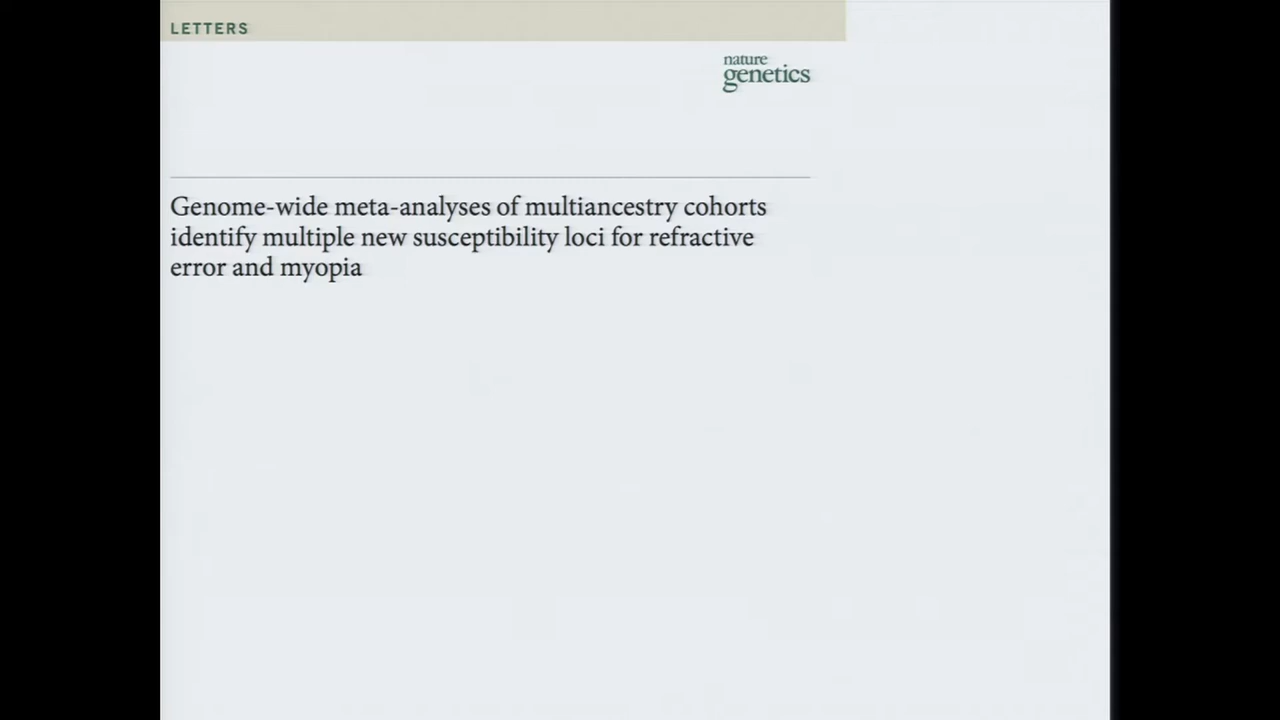 LETTERS
nature
genetics
Genome-wide meta-analyses of multiancestry cohorts
identify multiple new susceptibility loci for refractive
error and myopia